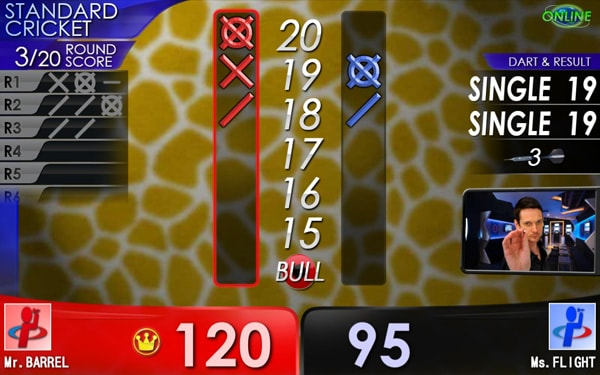 STANDARD
CRICKET
ONLINE
3/20 ROUND
SCORE
R1
R2
R3
R4
R5
R6
20
19
18
17
16
15
BULL
DART & RESULT
SINGLE 19
SINGLE 19
3
120
95
Mr. BARREL
Ms. FLIGHT